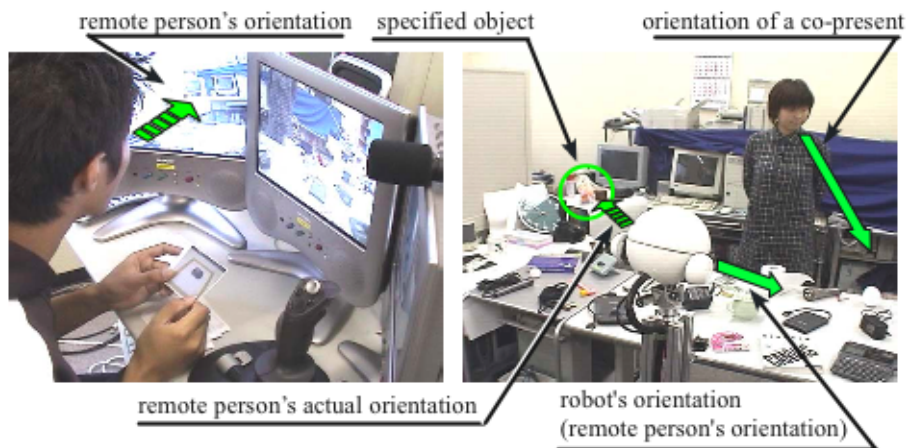 remote person's orientation
specified object
orientation of a co-present
remote person's actual orientation
robot's orientation
(remote person's orientation)